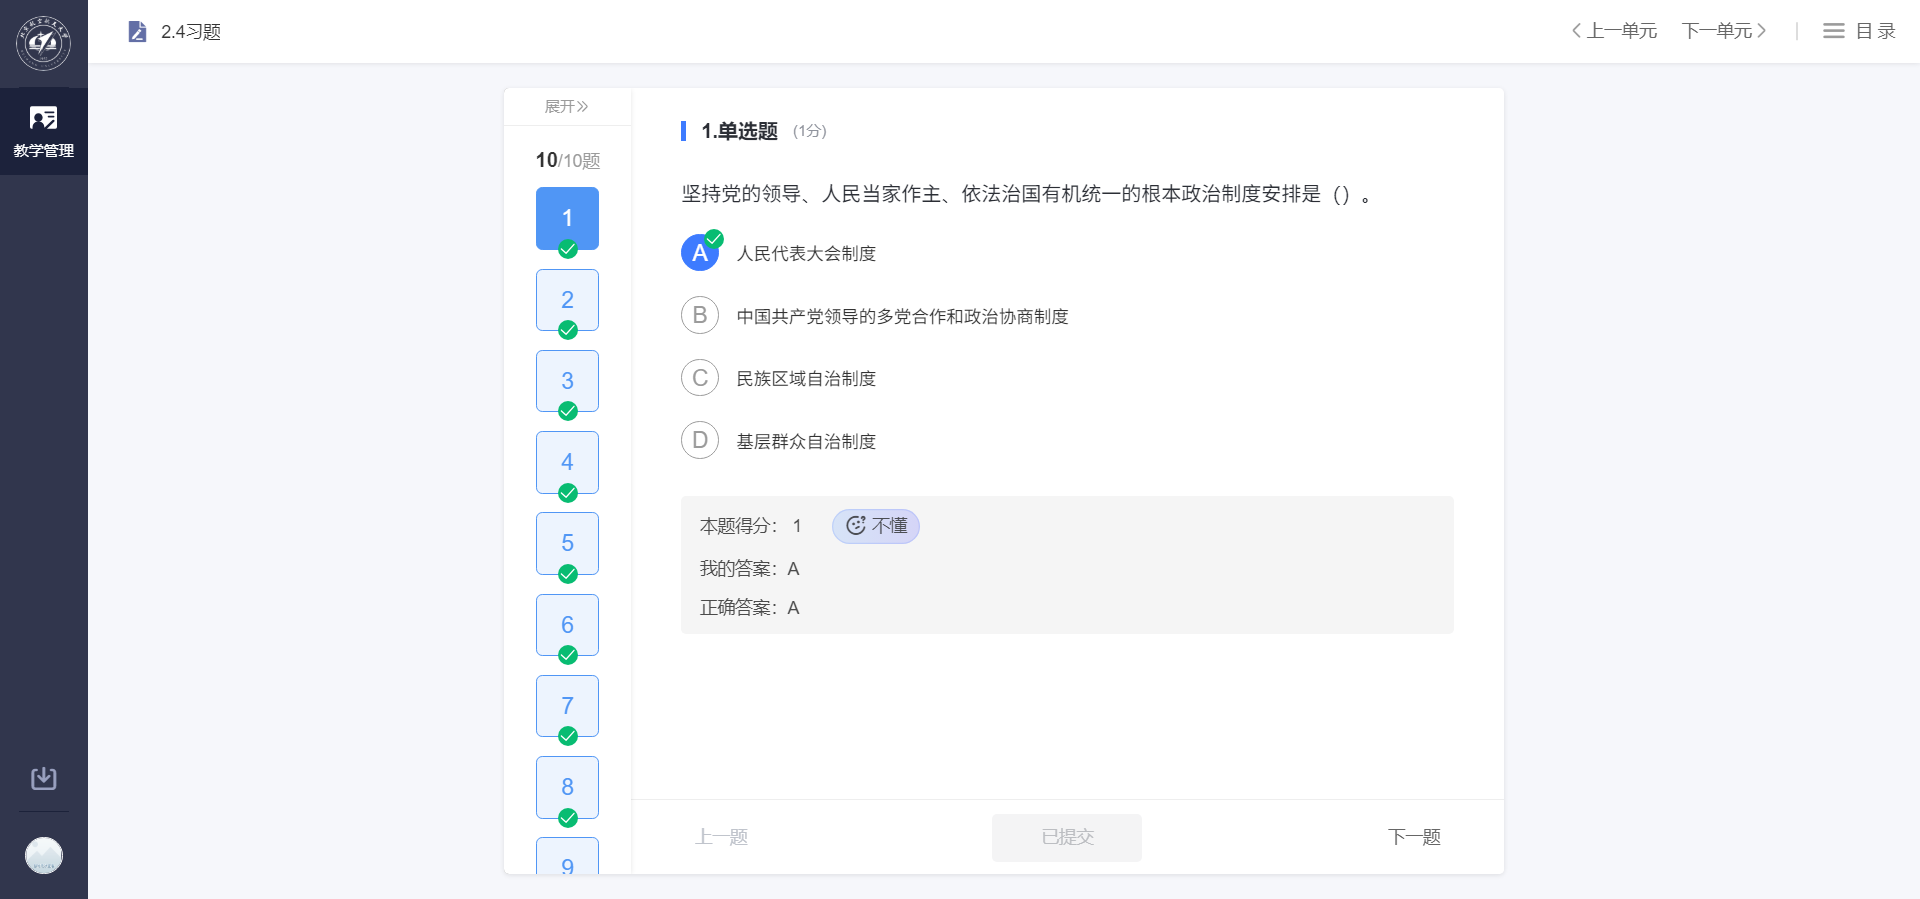 2.4习题
上一单元
下一单元
目录
教学管理
展开
10/10题
1
2
3
4
5
6
7
8
9
1.单选题 (1分)
坚持党的领导、人民当家作主、依法治国有机统一的根本政治制度安排是（）。
A 人民代表大会制度
B 中国共产党领导的多党合作和政治协商制度
C 民族区域自治制度
D 基层群众自治制度
本题得分： 1 不懂
我的答案：A
正确答案：A
上一题
已提交
下一题